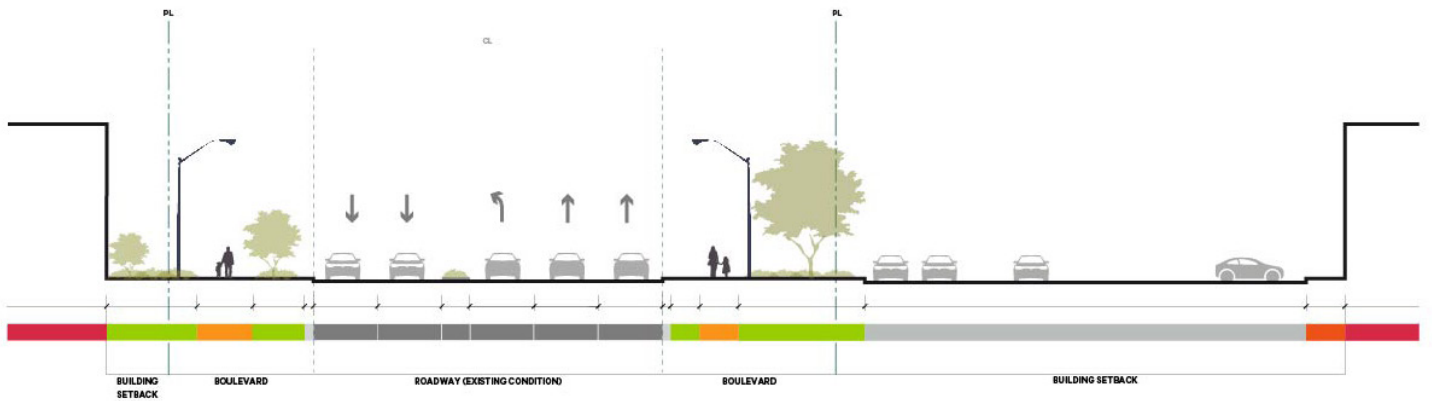 PL
PL
CL
BUILDING
SETBACK
BOULEVARD
ROADWAY (EXISTING CONDITION)
BOULEVARD
BUILDING SETBACK